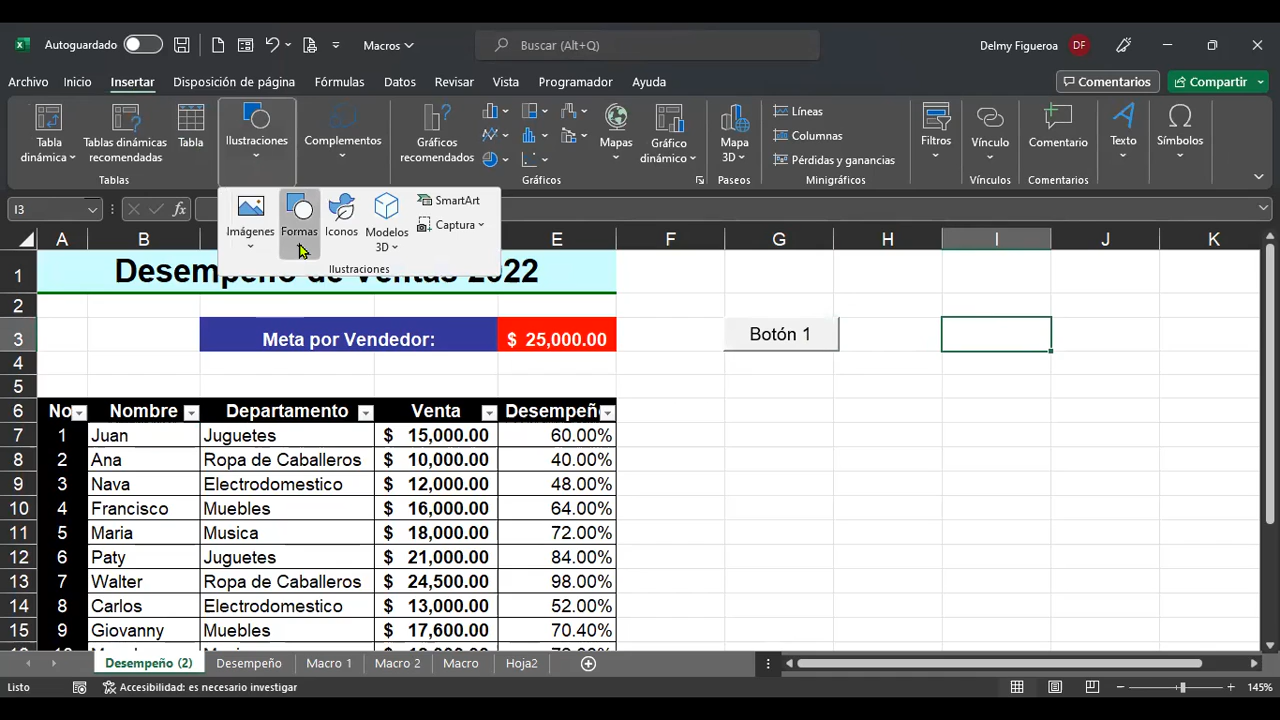 Autoguardado Macros Buscar (Alt+Q) Delmy Figueroa DF
Archivo Inicio Insertar Disposición de página Fórmulas Datos Revisar Vista Programador Ayuda Comentarios Compartir
Tabla dinámica
Tablas dinámicas recomendadas
Tabla
Tablas
Ilustraciones
Complementos
Gráficos recomendados
Mapas
Gráfico dinámico
Gráficos
Mapa 3D
Paseos
Líneas
Columnas
Pérdidas y ganancias
Minigráficos
Filtros
Vínculo
Vínculos
Comentario
Comentarios
Texto
Símbolos
I3 fx
Imágenes
Formas
Iconos
Modelos 3D
SmartArt
Captura
Ilustraciones
A B E F G H I J K
1 Desempeño de Ventas 2022
2
3 Meta por Vendedor: $ 25,000.00 Botón 1
4
5
6 No Nombre Departamento Venta Desempeñ
7 1 Juan Juguetes $ 15,000.00 60.00%
8 2 Ana Ropa de Caballeros $ 10,000.00 40.00%
9 3 Nava Electrodomestico $ 12,000.00 48.00%
10 4 Francisco Muebles $ 16,000.00 64.00%
11 5 Maria Musica $ 18,000.00 72.00%
12 6 Paty Juguetes $ 21,000.00 84.00%
13 7 Walter Ropa de Caballeros $ 24,500.00 98.00%
14 8 Carlos Electrodomestico $ 13,000.00 52.00%
15 9 Giovanny Muebles $ 17,600.00 70.40%
Desempeño (2) Desempeño Macro 1 Macro 2 Macro Hoja2
Listo Accesibilidad: es necesario investigar 145%